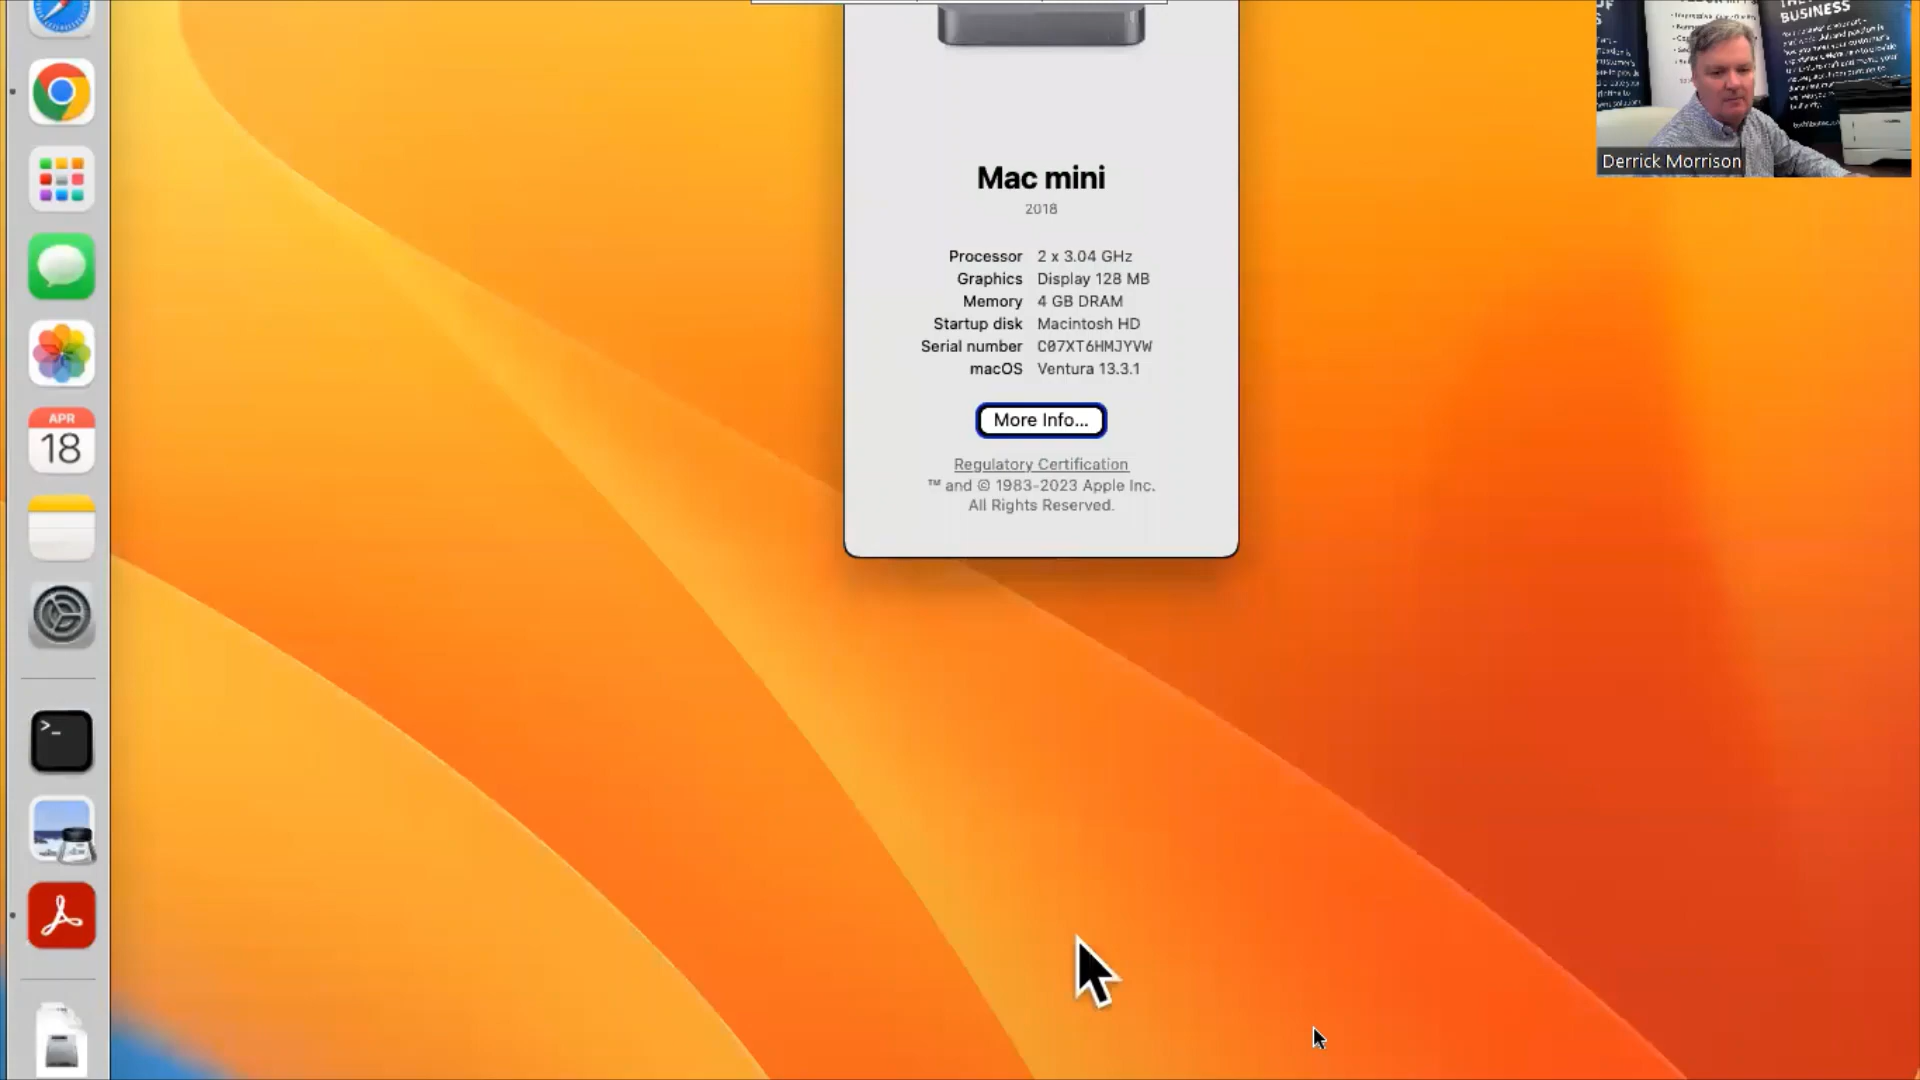 BUSINESS
Derrick Morrison
Mac mini
2018
Processor 2 x 3.04 GHz
Graphics Display 128 MB
Memory 4 GB DRAM
Startup disk Macintosh HD
Serial number C07XT6HMJYVW
macOS Ventura 13.3.1
More Info...
Regulatory Certification
™ and © 1983-2023 Apple Inc.
All Rights Reserved.
APR
18
>_